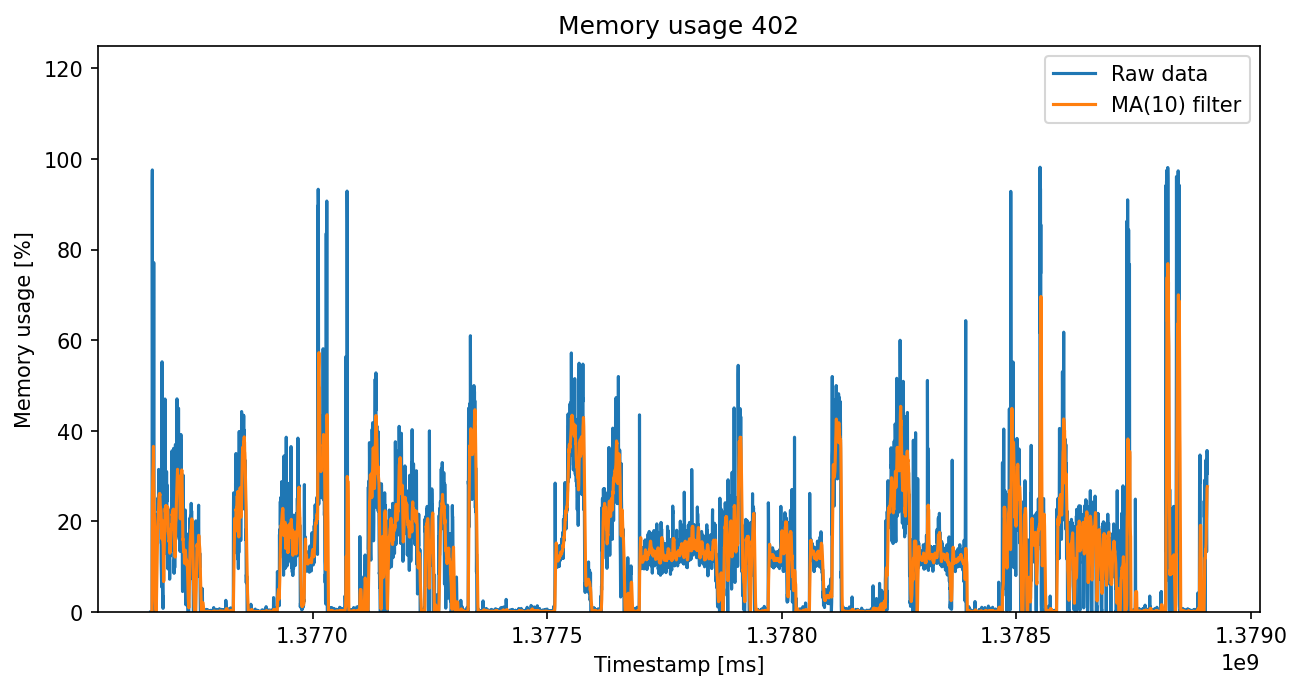 Memory usage 402
Raw data
MA(10) filter
Memory usage [%]
120
100
80
60
40
20
0
1.3770 1.3775 1.3780 1.3785 1.3790
1e9
Timestamp [ms]